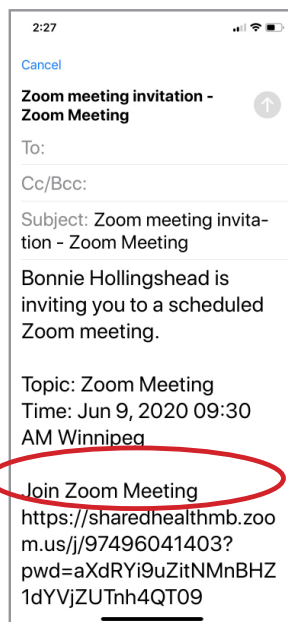 2:27
Cancel
Zoom meeting invitation -
Zoom Meeting
To:
Cc/Bcc:
Subject: Zoom meeting invita-
tion - Zoom Meeting
Bonnie Hollingshead is
inviting you to a scheduled
Zoom meeting.
Topic: Zoom Meeting
Time: Jun 9, 2020 09:30
AM Winnipeg
Join Zoom Meeting
https://sharedhealthmb.zoo
m.us/j/97496041403?
pwd=aXdRYi9uZitNMnBHZ
1dYVjZUTnh4QT09